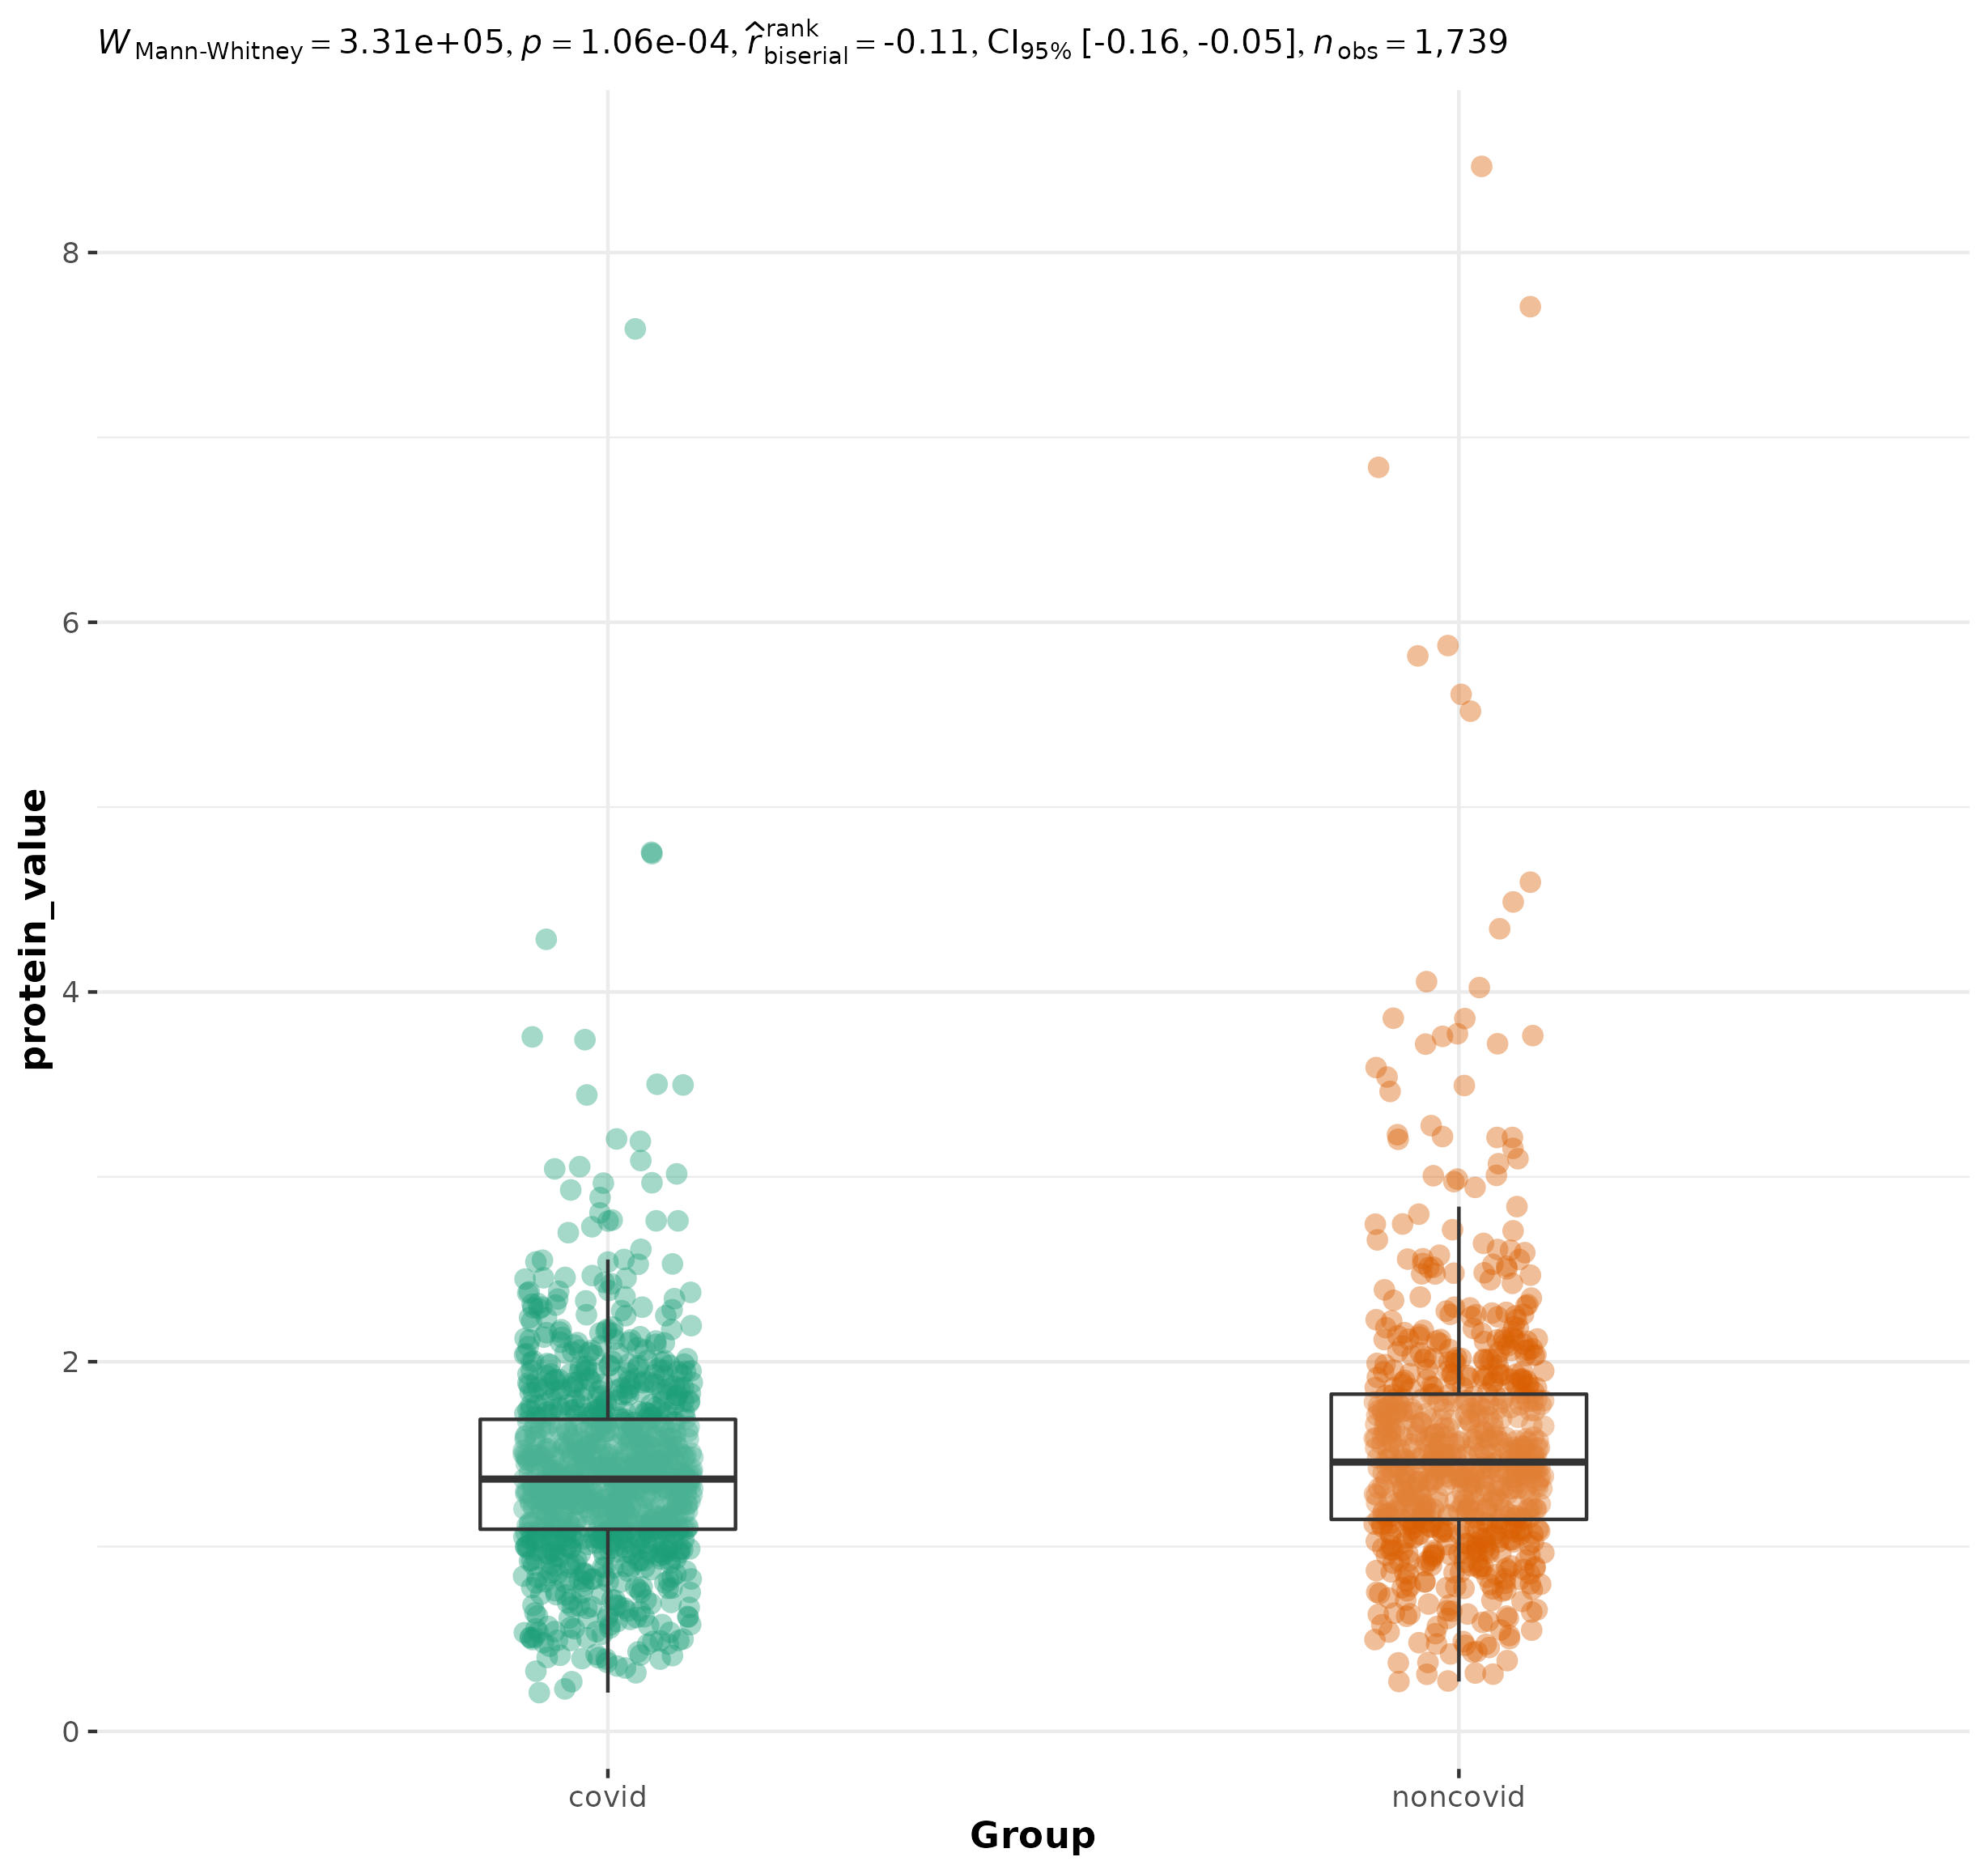 W Mann-Whitney = 3.31e+05, p = 1.06e-04, r̂ rank biserial = -0.11, CI95% [-0.16, -0.05], n obs = 1,739
8
6
4
2
0
protein_value
covid noncovid
Group